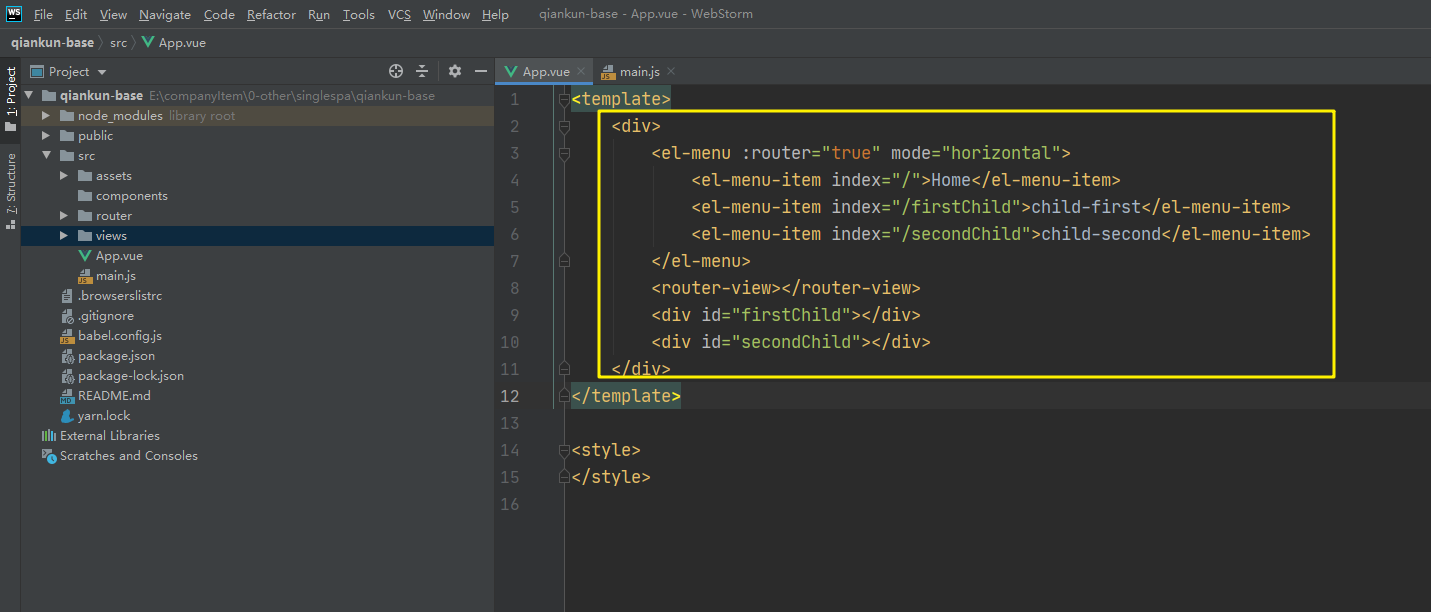 WS File Edit View Navigate Code Refactor Run Tools VCS Window Help qiankun-base - App.vue - WebStorm
qiankun-base src App.vue
1: Project
7: Structure
Project
qiankun-base E:\companyItem\0-other\singlespa\qiankun-base
node_modules library root
public
src
assets
components
router
views
App.vue
main.js
.browserslistrc
.gitignore
babel.config.js
package.json
package-lock.json
README.md
yarn.lock
External Libraries
Scratches and Consoles
App.vue main.js
1 <template>
2 <div>
3 <el-menu :router="true" mode="horizontal">
4 <el-menu-item index="/">Home</el-menu-item>
5 <el-menu-item index="/firstChild">child-first</el-menu-item>
6 <el-menu-item index="/secondChild">child-second</el-menu-item>
7 </el-menu>
8 <router-view></router-view>
9 <div id="firstChild"></div>
10 <div id="secondChild"></div>
11 </div>
12 </template>
13
14 <style>
15 </style>
16